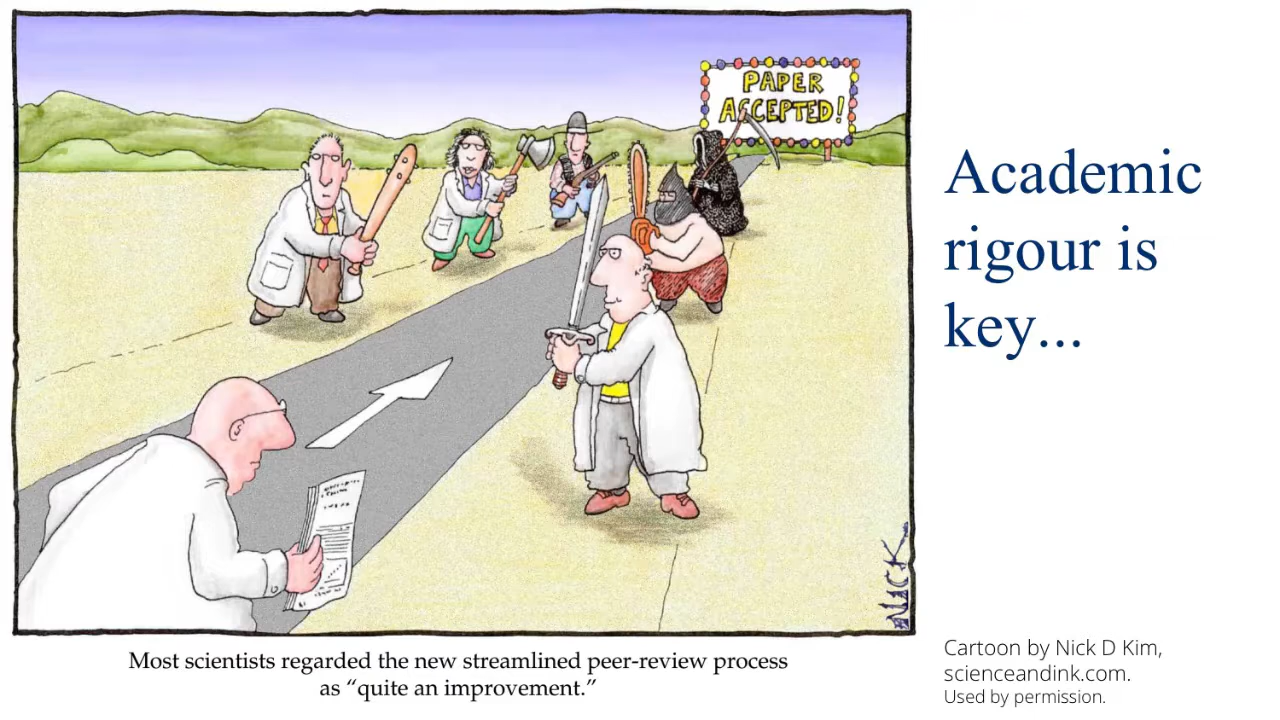 PAPER
ACCEPTED!
Academic
rigour is
key...
NICK
Most scientists regarded the new streamlined peer-review process
as “quite an improvement.”
Cartoon by Nick D Kim,
scienceandink.com.
Used by permission.